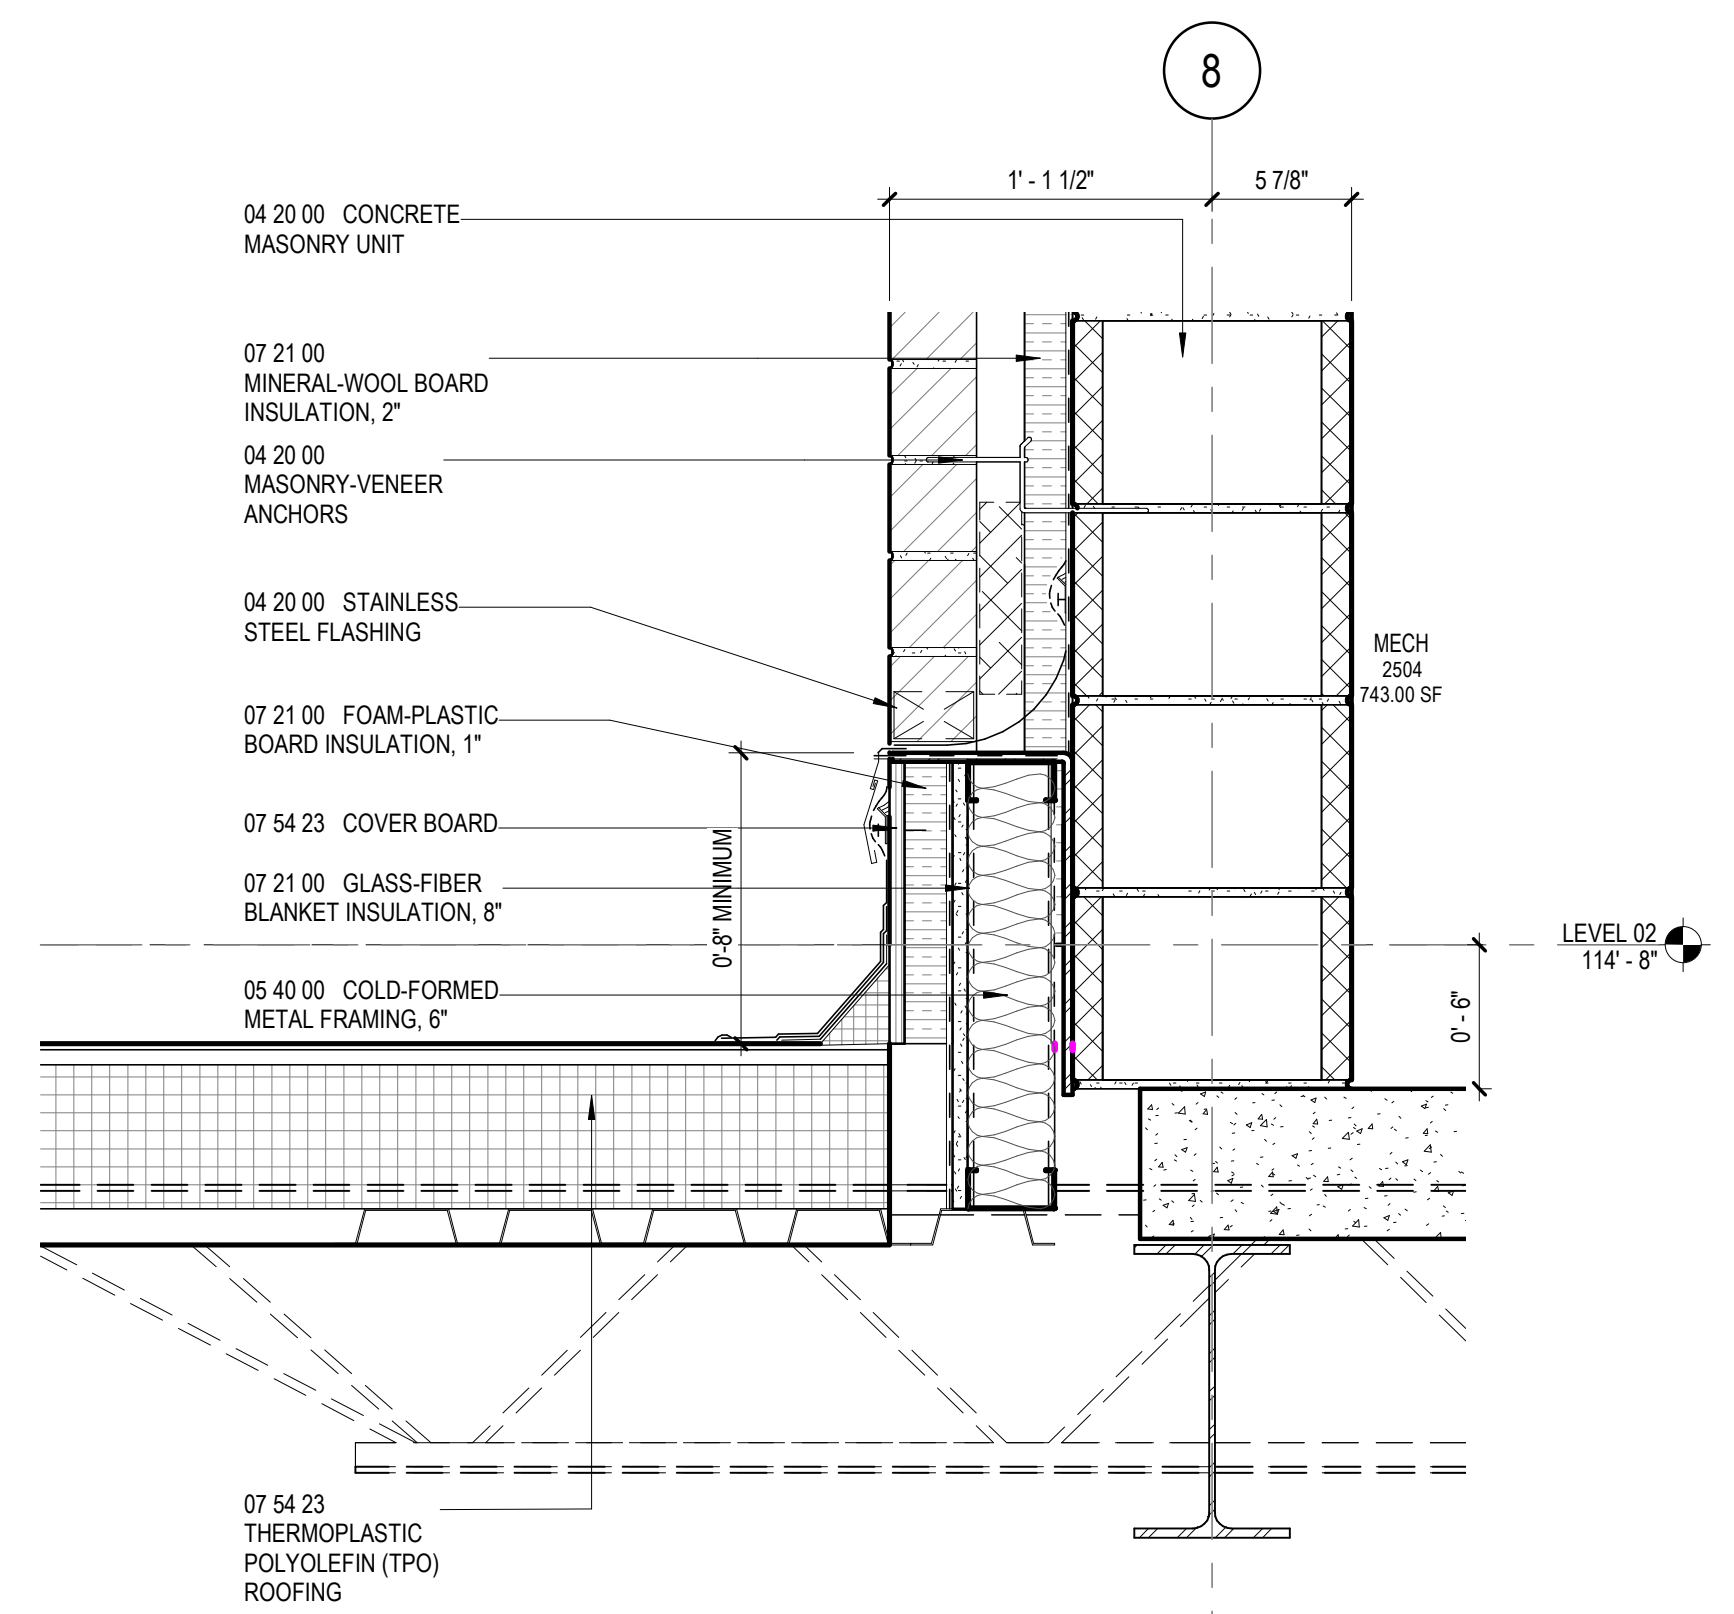 8
1' - 1 1/2"
5 7/8"
04 20 00 CONCRETE
MASONRY UNIT
07 21 00
MINERAL-WOOL BOARD
INSULATION, 2"
04 20 00
MASONRY-VENEER
ANCHORS
04 20 00 STAINLESS
STEEL FLASHING
MECH
2504
743.00 SF
07 21 00 FOAM-PLASTIC
BOARD INSULATION, 1"
07 54 23 COVER BOARD
0'-8" MINIMUM
07 21 00 GLASS-FIBER
BLANKET INSULATION, 8"
LEVEL 02
114' - 8"
05 40 00 COLD-FORMED
METAL FRAMING, 6"
0' - 6"
07 54 23
THERMOPLASTIC
POLYOLEFIN (TPO)
ROOFING